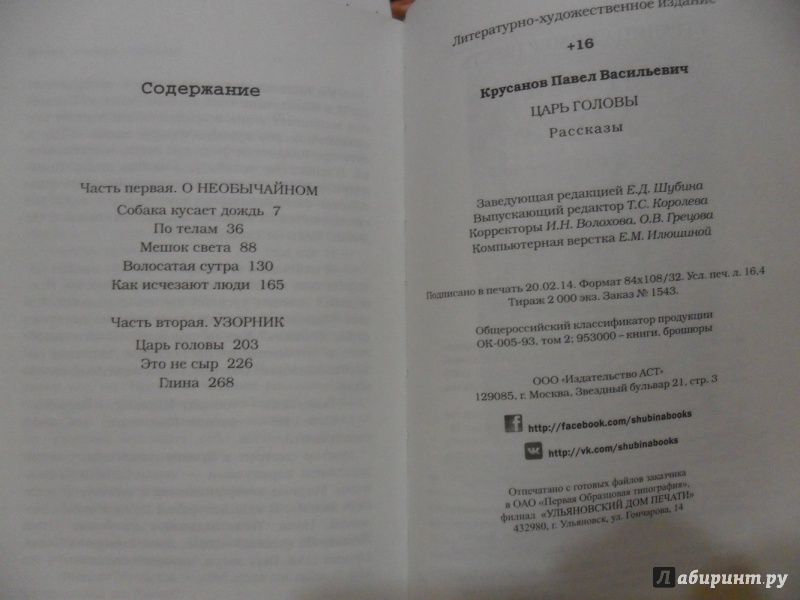 Содержание
Часть первая. О НЕОБЫЧАЙНОМ
Собака кусает дождь 7
По телам 36
Мешок света 88
Волосатая сутра 130
Как исчезают люди 165
Часть вторая. УЗОРНИК
Царь головы 203
Это не сыр 226
Глина 268
Литературно-художественное издание
+16
Крусанов Павел Васильевич
ЦАРЬ ГОЛОВЫ
Рассказы
Заведующая редакцией Е.Д. Шубина
Выпускающий редактор Т.С. Королева
Корректоры И.Н. Волохова, О.В. Грецова
Компьютерная верстка Е.М. Илюшиной
Подписано в печать 20.02.14. Формат 84x108/32. Усл. печ. л. 16,4
Тираж 2 000 экз. Заказ № 1543.
Общероссийский классификатор продукции
ОК-005-93, том 2; 953000 – книги, брошюры
ООО «Издательство АСТ»
129085, г. Москва, Звездный бульвар 21, стр. 3
http://facebook.com/shubinabooks
http://vk.com/shubinabooks
Отпечатано с готовых файлов заказчика
в ОАО «Первая Образцовая типография»,
филиал «УЛЬЯНОВСКИЙ ДОМ ПЕЧАТИ»
432980, г. Ульяновск, ул. Гончарова, 14
Лабиринт.ру